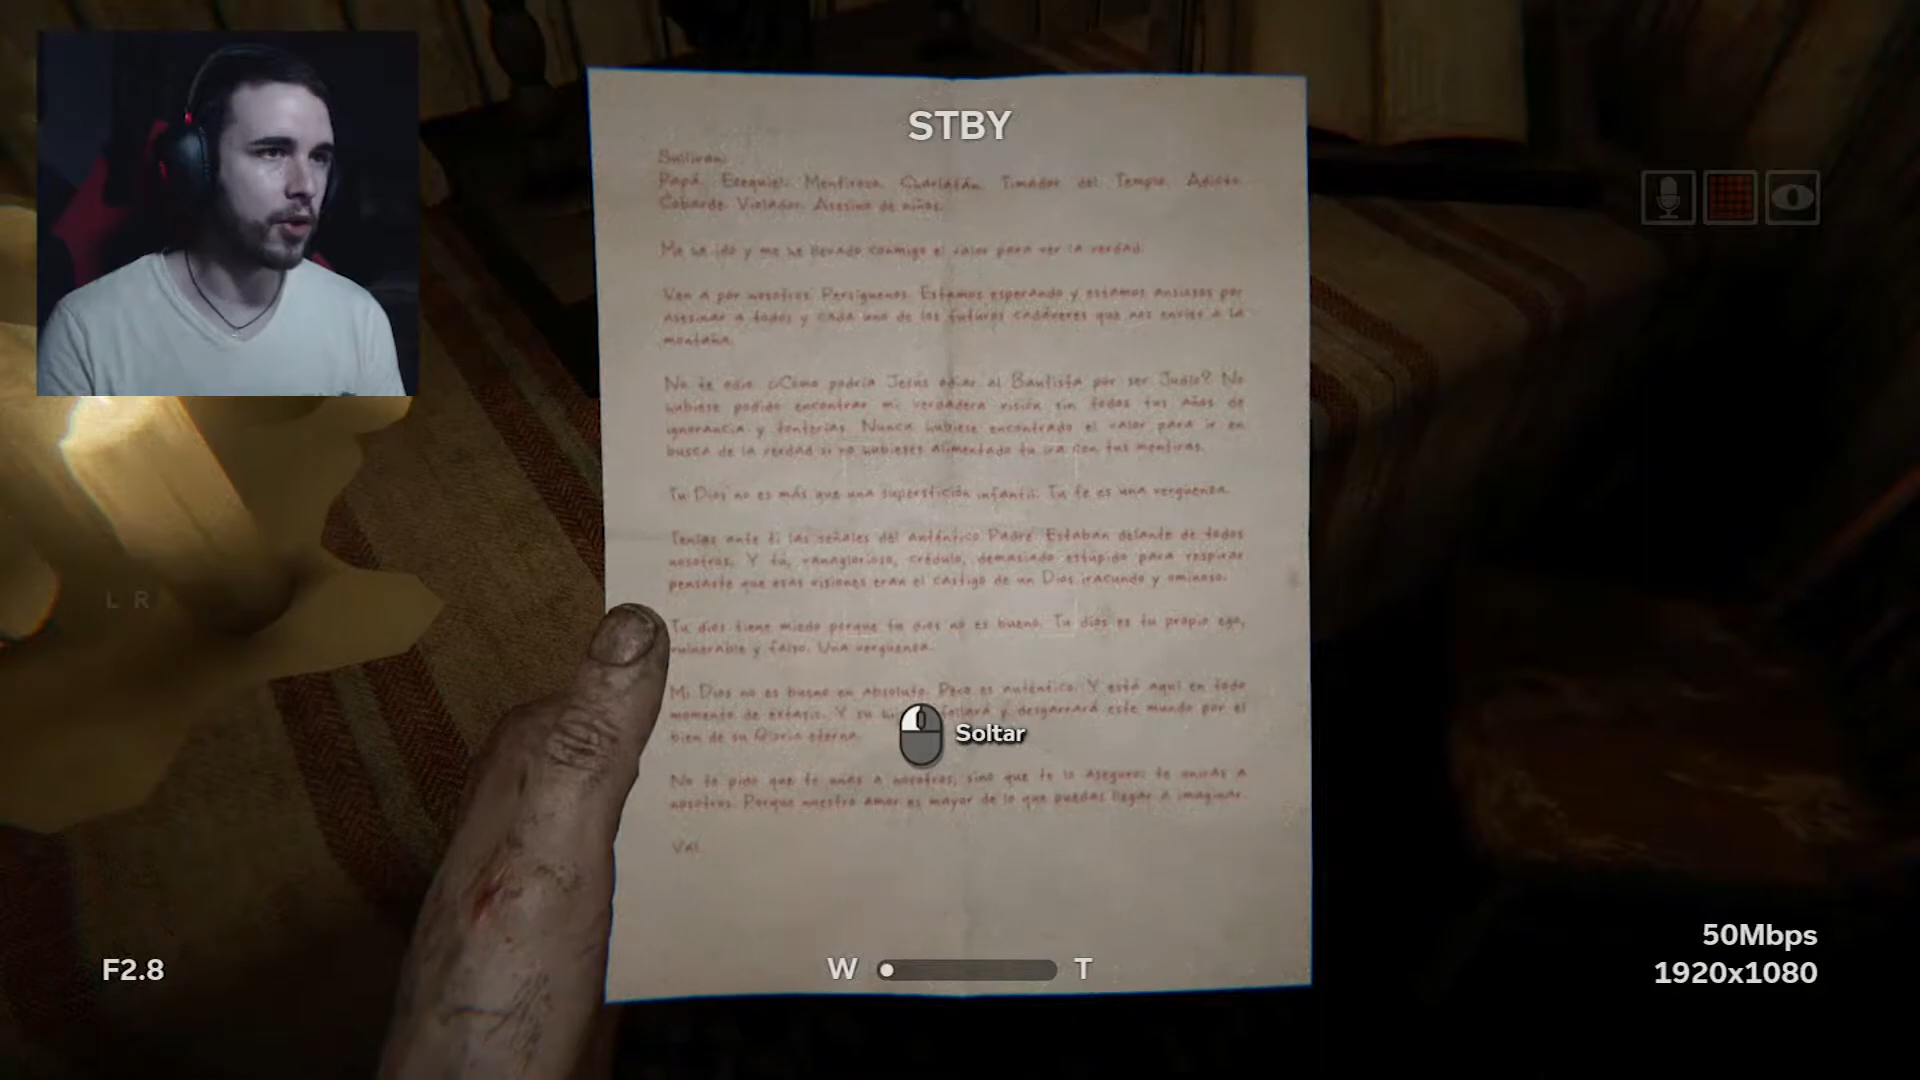 STBY
Sullivan:
Papá. Ezequiel. Mentiroso. Charlatán. Timador del Templo. Adicto.
Cobarde. Violador. Asesino de niños.
Me he ido y me he llevado conmigo el valor para ver la verdad.
Ven a por nosotros. Persíguenos. Estamos esperando y estamos ansiosos por
asesinar a todos y cada uno de los futuros cadáveres que nos envíes a la
montaña.
No te odio. ¿Cómo podría Jesús odiar al Bautista por ser Judío? No
hubiese podido encontrar mi verdadera visión sin todos tus años de
ignorancia y tonterías. Nunca hubiese encontrado el valor para ir en
busca de la verdad si no hubieses alimentado tu ira con tus mentiras.
Tu Dios no es más que una superstición infantil. Tu fe es una vergüenza.
Tenías ante ti las señales del auténtico Padre. Estaban delante de todos
nosotros. Y tú, vanaglorioso, crédulo, demasiado estúpido para respirar
pensaste que esas visiones eran el castigo de un Dios iracundo y ominoso.
Tu dios tiene miedo porque tu dios no es bueno. Tu dios es tu propio ego,
vulnerable y falso. Una vergüenza.
Mi Dios no es bueno en absoluto. Pero es auténtico. Y está aquí en todo
momento de éxtasis. Y su follará y desgarrará este mundo por el
bien de su Gloria eterna.
Soltar
No te pido que te unas a nosotros, sino que te lo aseguro: te unirás a
nosotros. Porque nuestro amor es mayor de lo que puedas llegar a imaginar.
Val
L R
F2.8
W T
50Mbps
1920x1080